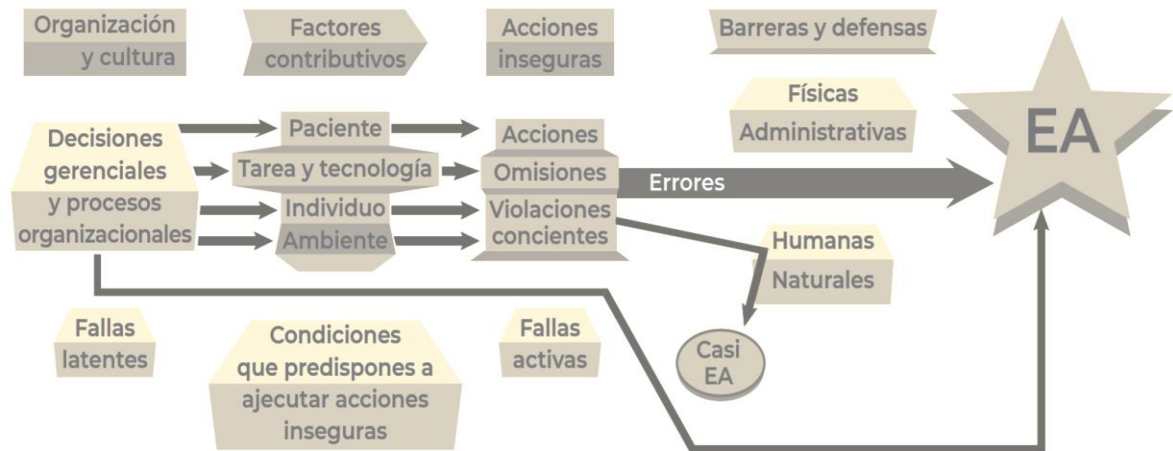 Organización
y cultura
Factores
contributivos
Acciones
inseguras
Barreras y defensas
EA
Decisiones
gerenciales
y procesos
organizacionales
Paciente
Tarea y tecnología
Individuo
Ambiente
Acciones
Omisiones
Violaciones
concientes
Errores
Físicas
Administrativas
Humanas
Naturales
Casi
EA
Fallas
latentes
Condiciones
que predispones a
ajecutar acciones
inseguras
Fallas
activas